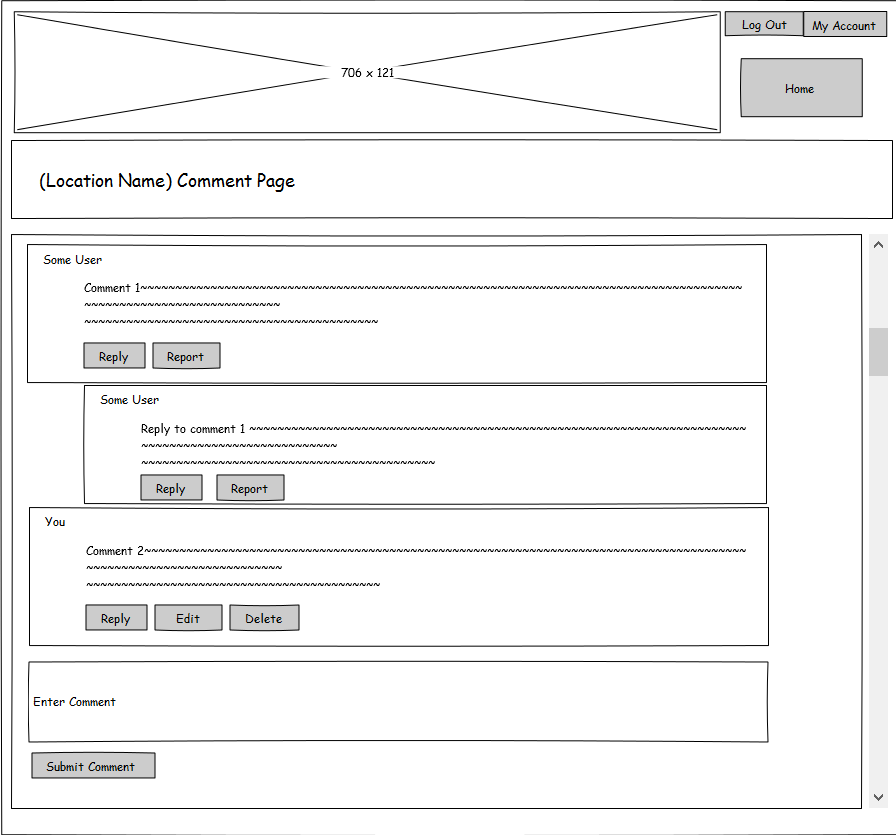 706 x 121
Log Out
My Account
Home
(Location Name) Comment Page
Some User
Comment 1~~~~~~~~~~~~~~~~~~~~~~~~~~~~~~~~~~~~~~~~~~~~~~~~~~~~~~~~~~~~~~~~~~~~~~~~~~~~~~~~~~~~~~
~~~~~~~~~~~~~~~~~~~~~~~~~~~~
~~~~~~~~~~~~~~~~~~~~~~~~~~~~~~~~~~~~~~~~~~
Reply
Report
Some User
Reply to comment 1 ~~~~~~~~~~~~~~~~~~~~~~~~~~~~~~~~~~~~~~~~~~~~~~~~~~~~~~~~~~~~~~~~~~~~~~~
~~~~~~~~~~~~~~~~~~~~~~~~~~~~
~~~~~~~~~~~~~~~~~~~~~~~~~~~~~~~~~~~~~~~~~~
Reply
Report
You
Comment 2~~~~~~~~~~~~~~~~~~~~~~~~~~~~~~~~~~~~~~~~~~~~~~~~~~~~~~~~~~~~~~~~~~~~~~~~~~~~~~~~~~~~~~
~~~~~~~~~~~~~~~~~~~~~~~~~~~~
~~~~~~~~~~~~~~~~~~~~~~~~~~~~~~~~~~~~~~~~~~
Reply
Edit
Delete
Enter Comment
Submit Comment